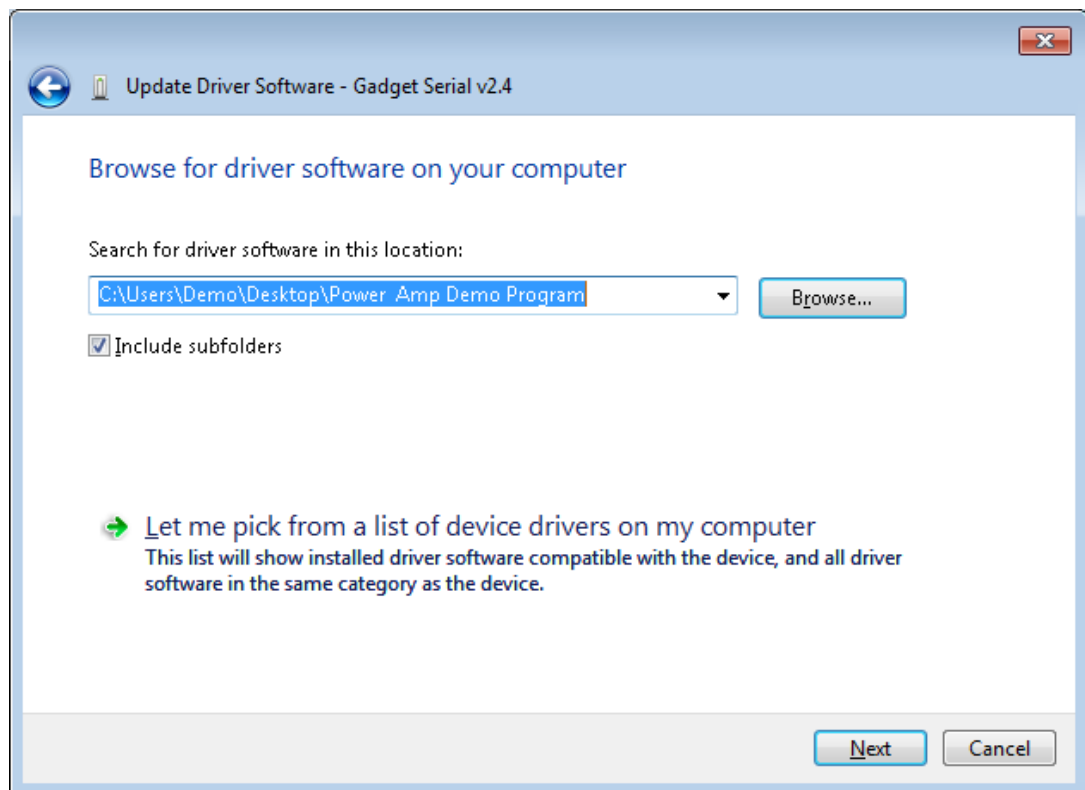 Update Driver Software - Gadget Serial v2.4
Browse for driver software on your computer
Search for driver software in this location:
C:\Users\Demo\Desktop\Power Amp Demo Program
Browse...
Include subfolders
Let me pick from a list of device drivers on my computer
This list will show installed driver software compatible with the device, and all driver
software in the same category as the device.
Next
Cancel